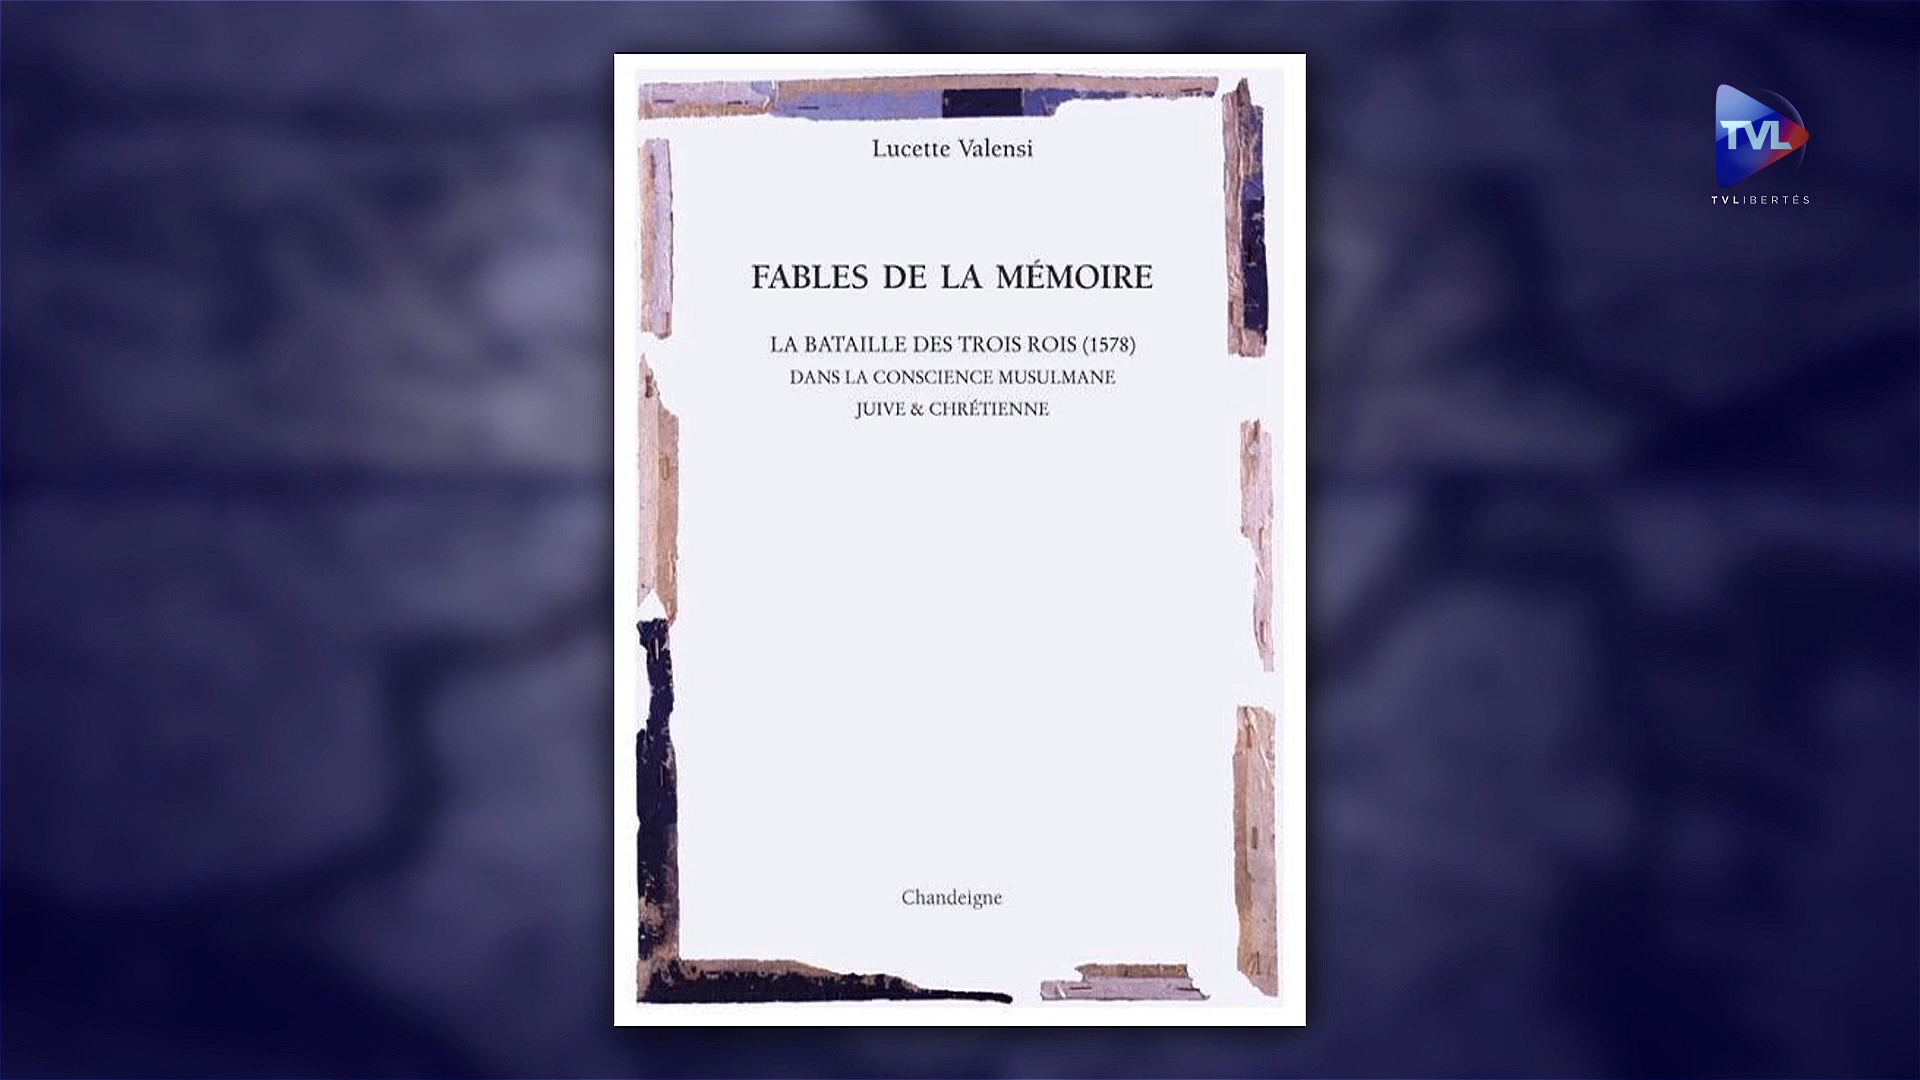 Lucette Valensi
FABLES DE LA MÉMOIRE
LA BATAILLE DES TROIS ROIS (1578)
DANS LA CONSCIENCE MUSULMANE
JUIVE & CHRÉTIENNE
Chandeigne
TVL
TVLIBERTÉS